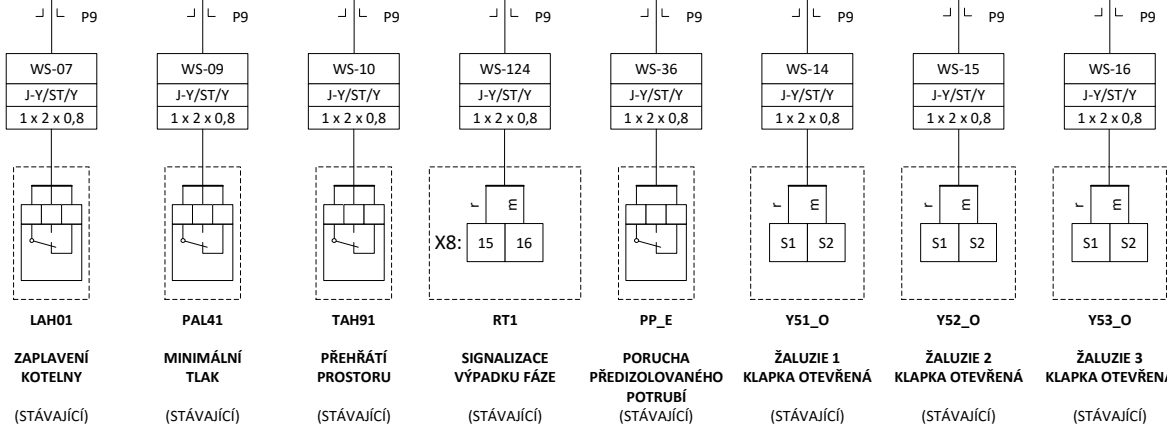 P9 P9 P9 P9 P9 P9 P9 P9
WS-07 WS-09 WS-10 WS-124 WS-36 WS-14 WS-15 WS-16
J-Y/ST/Y J-Y/ST/Y J-Y/ST/Y J-Y/ST/Y J-Y/ST/Y J-Y/ST/Y J-Y/ST/Y J-Y/ST/Y
1 x 2 x 0,8 1 x 2 x 0,8 1 x 2 x 0,8 1 x 2 x 0,8 1 x 2 x 0,8 1 x 2 x 0,8 1 x 2 x 0,8 1 x 2 x 0,8
r m r m r m r m
X8: 15 16 S1 S2 S1 S2 S1 S2
LAH01 PAL41 TAH91 RT1 PP_E Y51_O Y52_O Y53_O
ZAPLAVENÍ MINIMÁLNÍ PŘEHŘÁTÍ SIGNALIZACE PORUCHA ŽALUZIE 1 ŽALUZIE 2 ŽALUZIE 3
KOTELNY TLAK PROSTORU VÝPADKU FÁZE PŘEDIZOLOVANÉHO KLAPKA OTEVŘENÁ KLAPKA OTEVŘENÁ KLAPKA OTEVŘENÁ
POTRUBÍ
(STÁVAJÍCÍ) (STÁVAJÍCÍ) (STÁVAJÍCÍ) (STÁVAJÍCÍ) (STÁVAJÍCÍ) (STÁVAJÍCÍ) (STÁVAJÍCÍ) (STÁVAJÍCÍ)